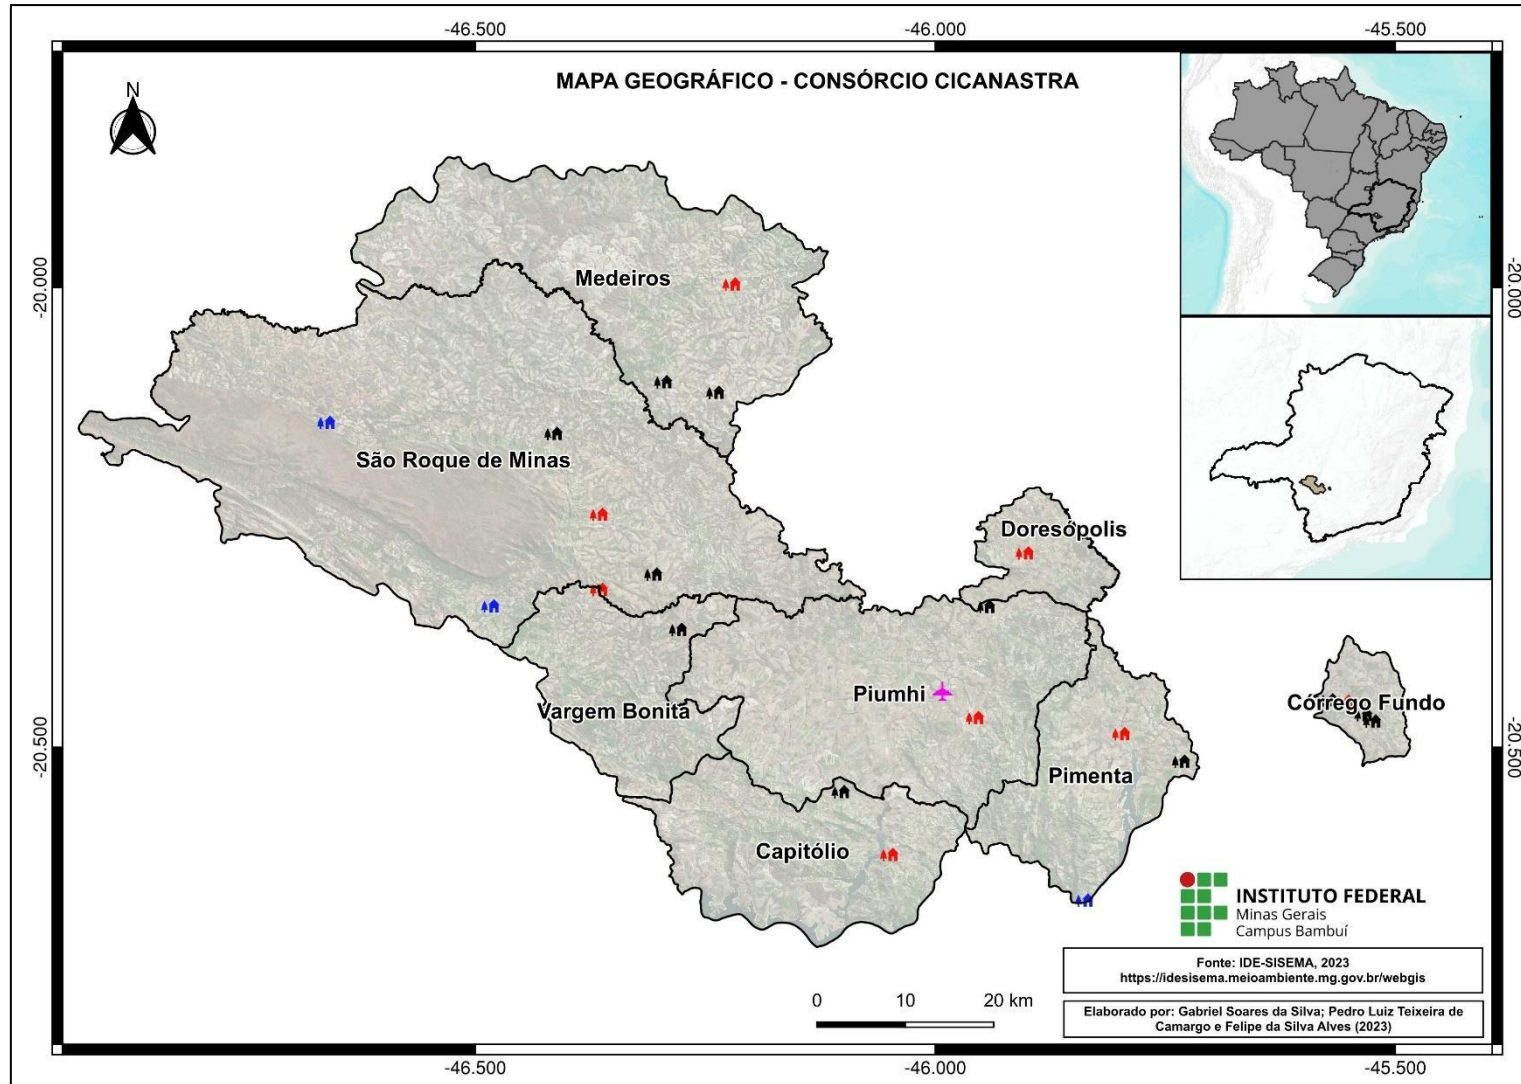 -46.500
-46.000
-45.500
MAPA GEOGRÁFICO - CONSÓRCIO CICANASTRA
N
-20.000
-20.000
Medeiros
São Roque de Minas
Doresópolis
Piumhi
Córrego Fundo
Vargem Bonita
-20.500
-20.500
Pimenta
Capitólio
INSTITUTO FEDERAL
Minas Gerais
Campus Bambuí
Fonte: IDE-SISEMA, 2023
https://idesisema.meioambiente.mg.gov.br/webgis
0 10 20 km
Elaborado por: Gabriel Soares da Silva; Pedro Luiz Teixeira de
Camargo e Felipe da Silva Alves (2023)
-46.500
-46.000
-45.500